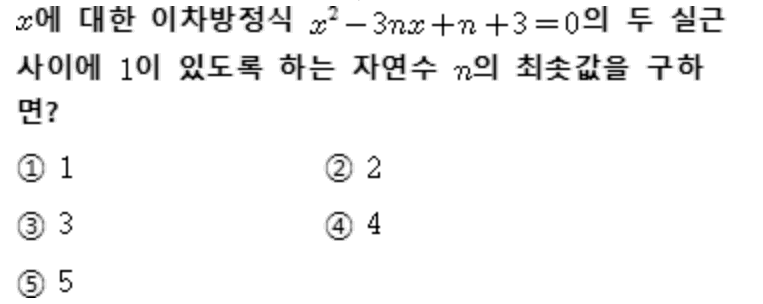 x에 대한 이차방정식 x² − 3nx + n + 3 = 0의 두 실근
사이에 1이 있도록 하는 자연수 n의 최솟값을 구하
면?
① 1 ② 2
③ 3 ④ 4
⑤ 5